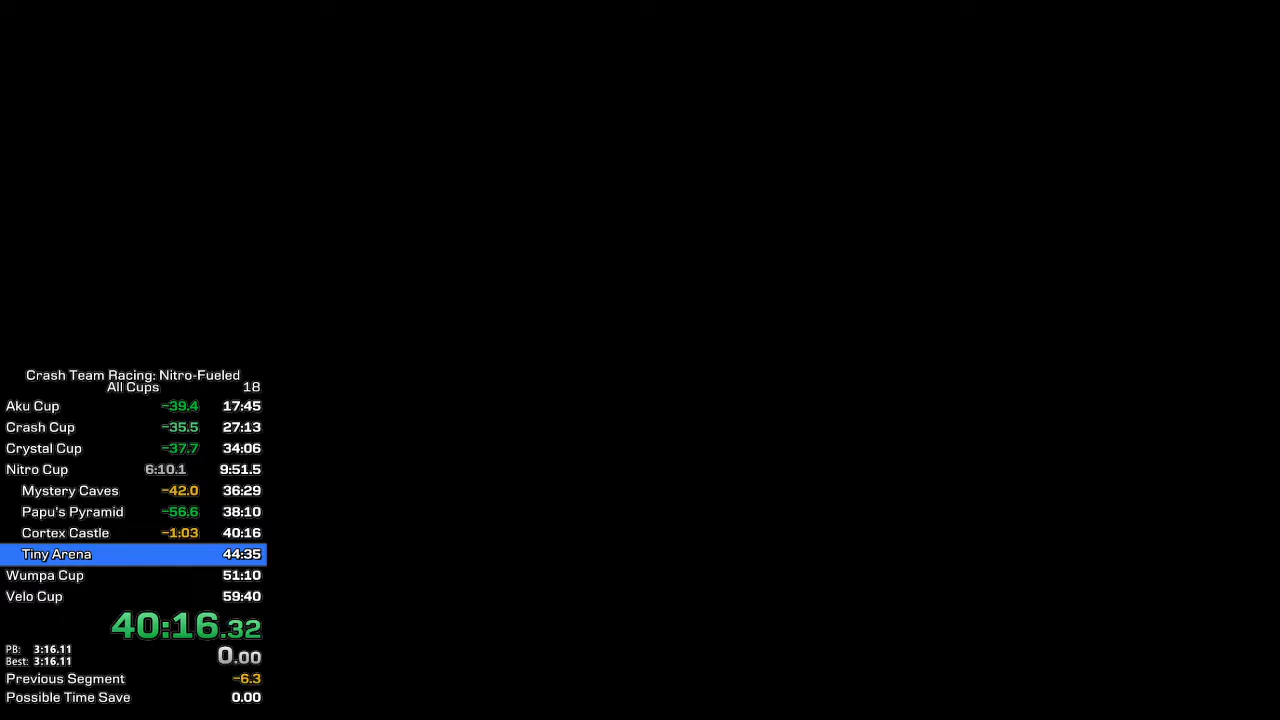 Crash Team Racing: Nitro-Fueled
All Cups 18
Aku Cup -39.4 17:45
Crash Cup -35.5 27:13
Crystal Cup -37.7 34:06
Nitro Cup 6:10.1 9:51.5
Mystery Caves -42.0 36:29
Papu's Pyramid -56.6 38:10
Cortex Castle -1:03 40:16
Tiny Arena 44:35
Wumpa Cup 51:10
Velo Cup 59:40
40:16.32
PB: 3:16.11
Best: 3:16.11
0.00
Previous Segment -6.3
Possible Time Save 0.00